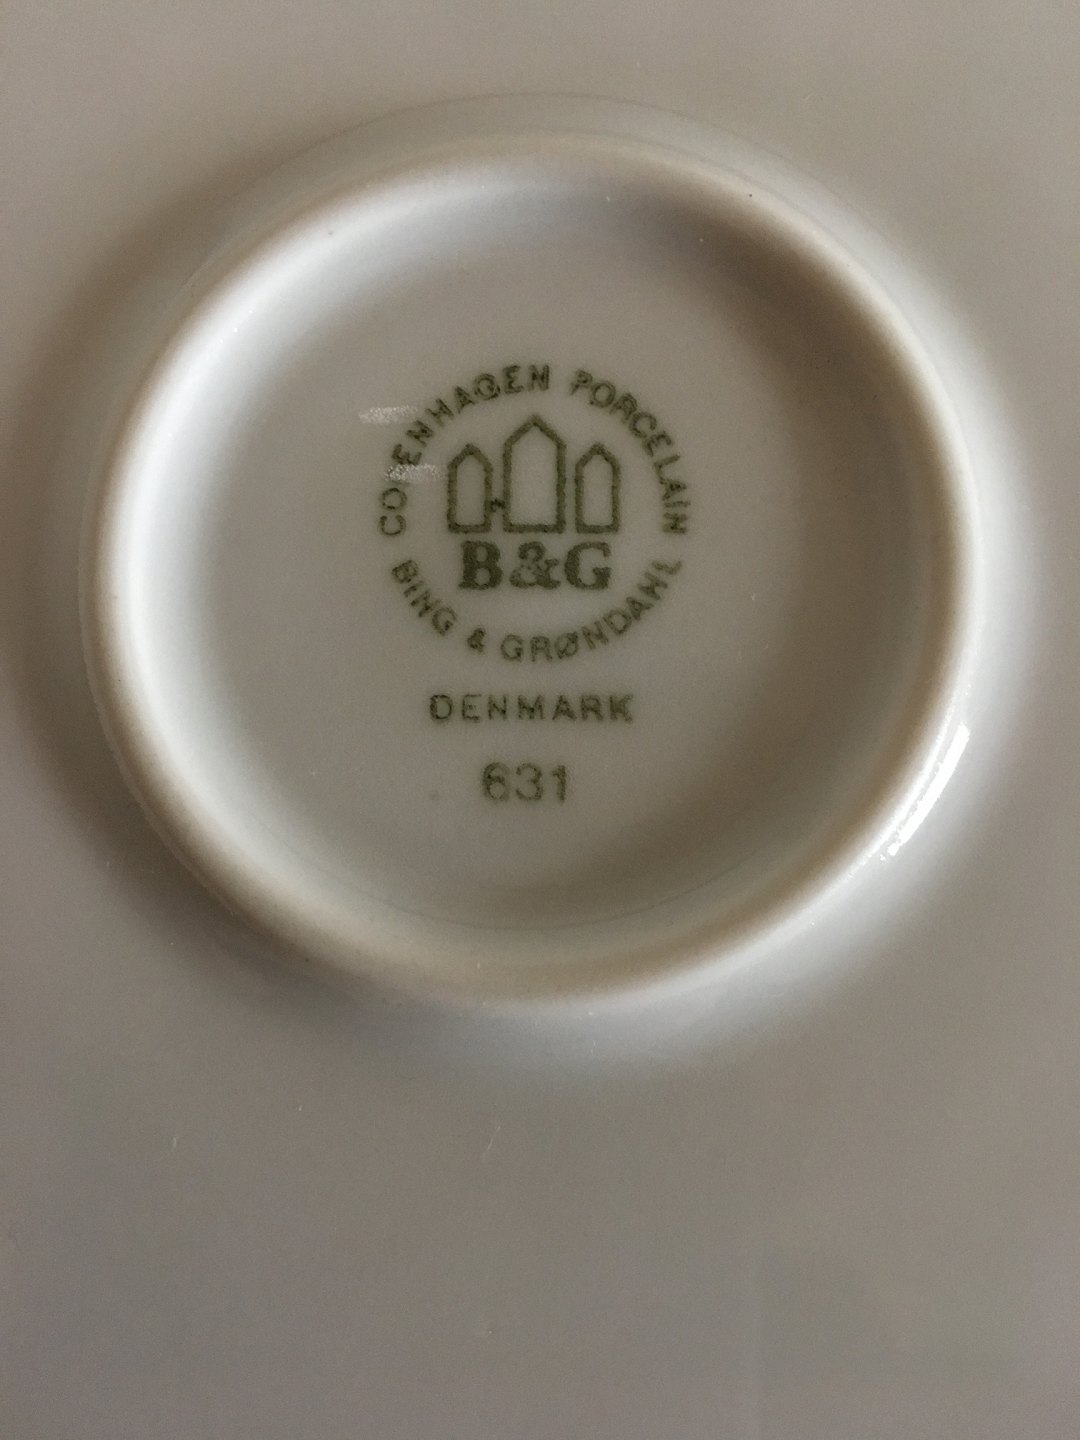 COPENHAGEN PORCELAIN
B&G
BING & GRØNDAHL
DENMARK
631